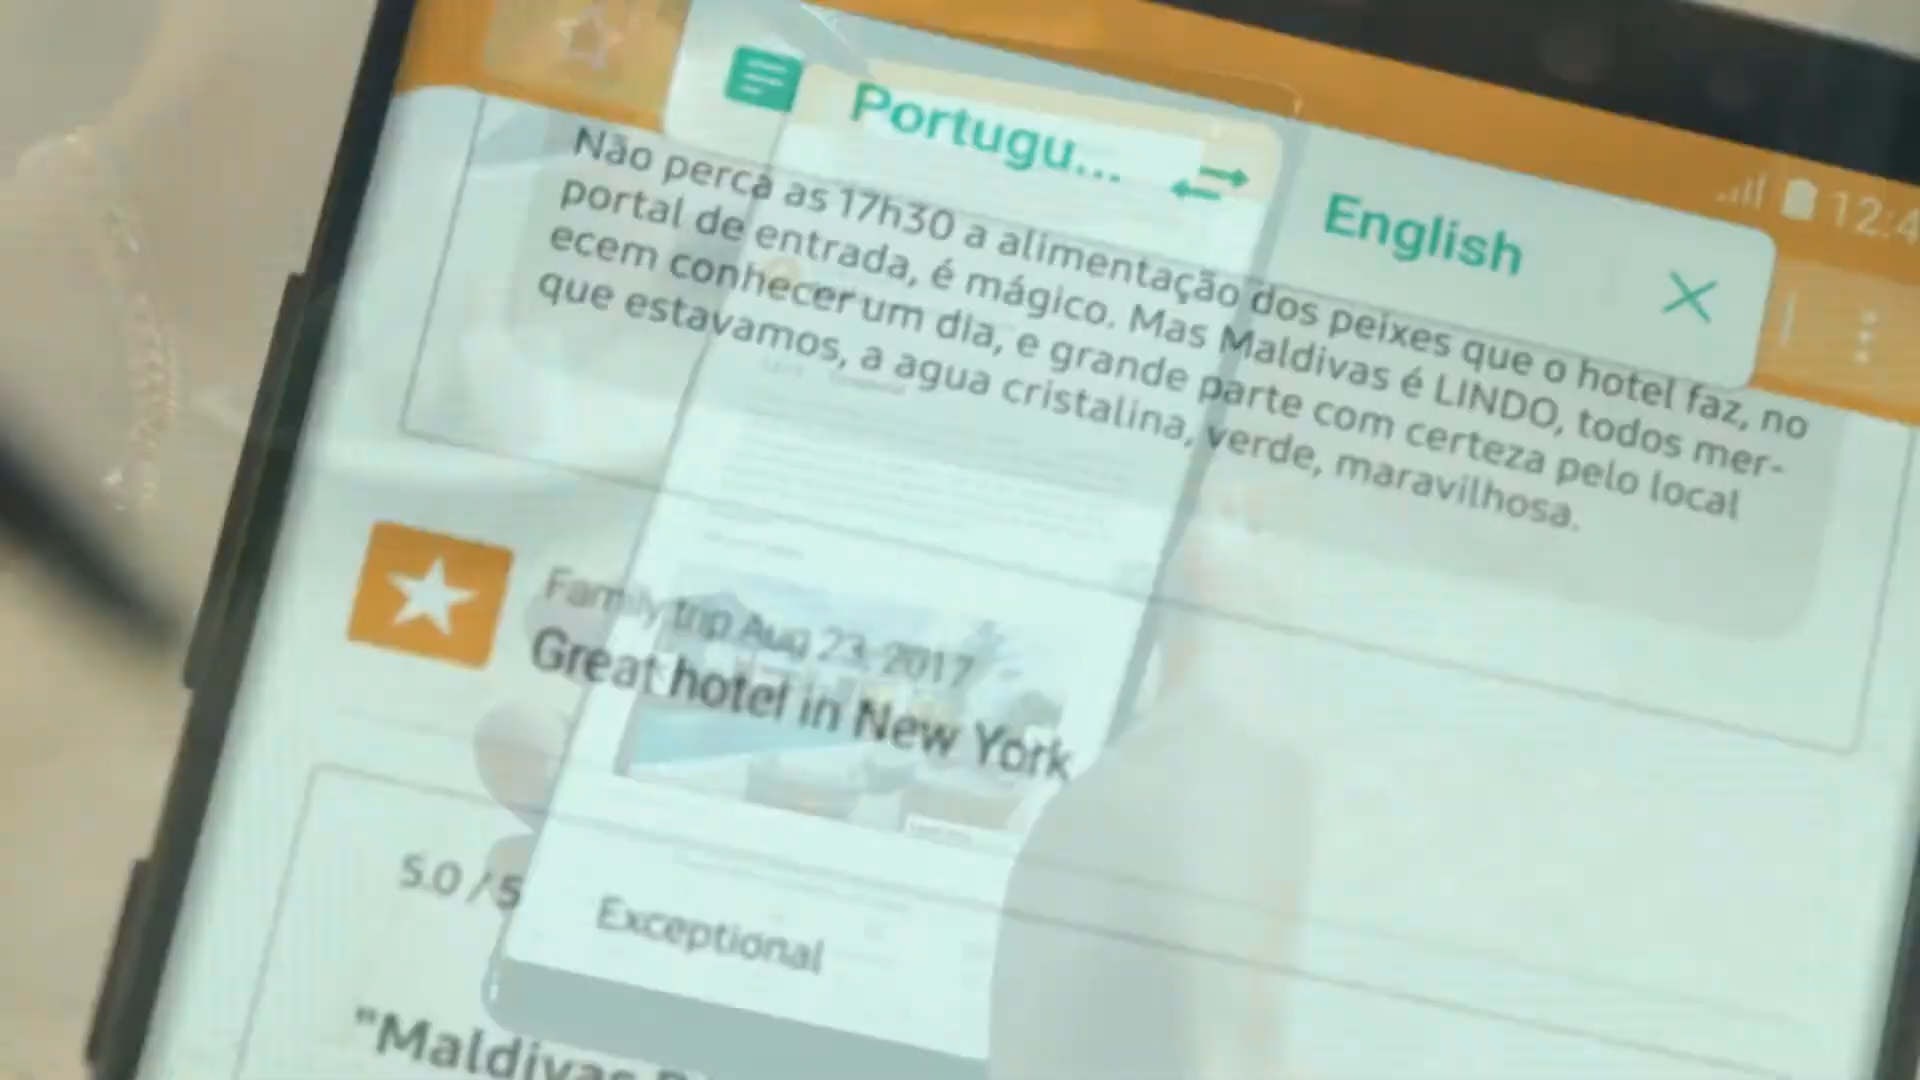 12:4
Portugu...
English
Não perca as 17h30 a alimentação dos peixes que o hotel faz, no
portal de entrada, é mágico. Mas Maldivas é LINDO, todos mer-
ecem conhecer um dia, e grande parte com certeza pelo local
que estavamos, a agua cristalina, verde, maravilhosa.
Family trip Aug 23, 2017
Great hotel in New York
5.0 / 5
Exceptional
"Maldivas